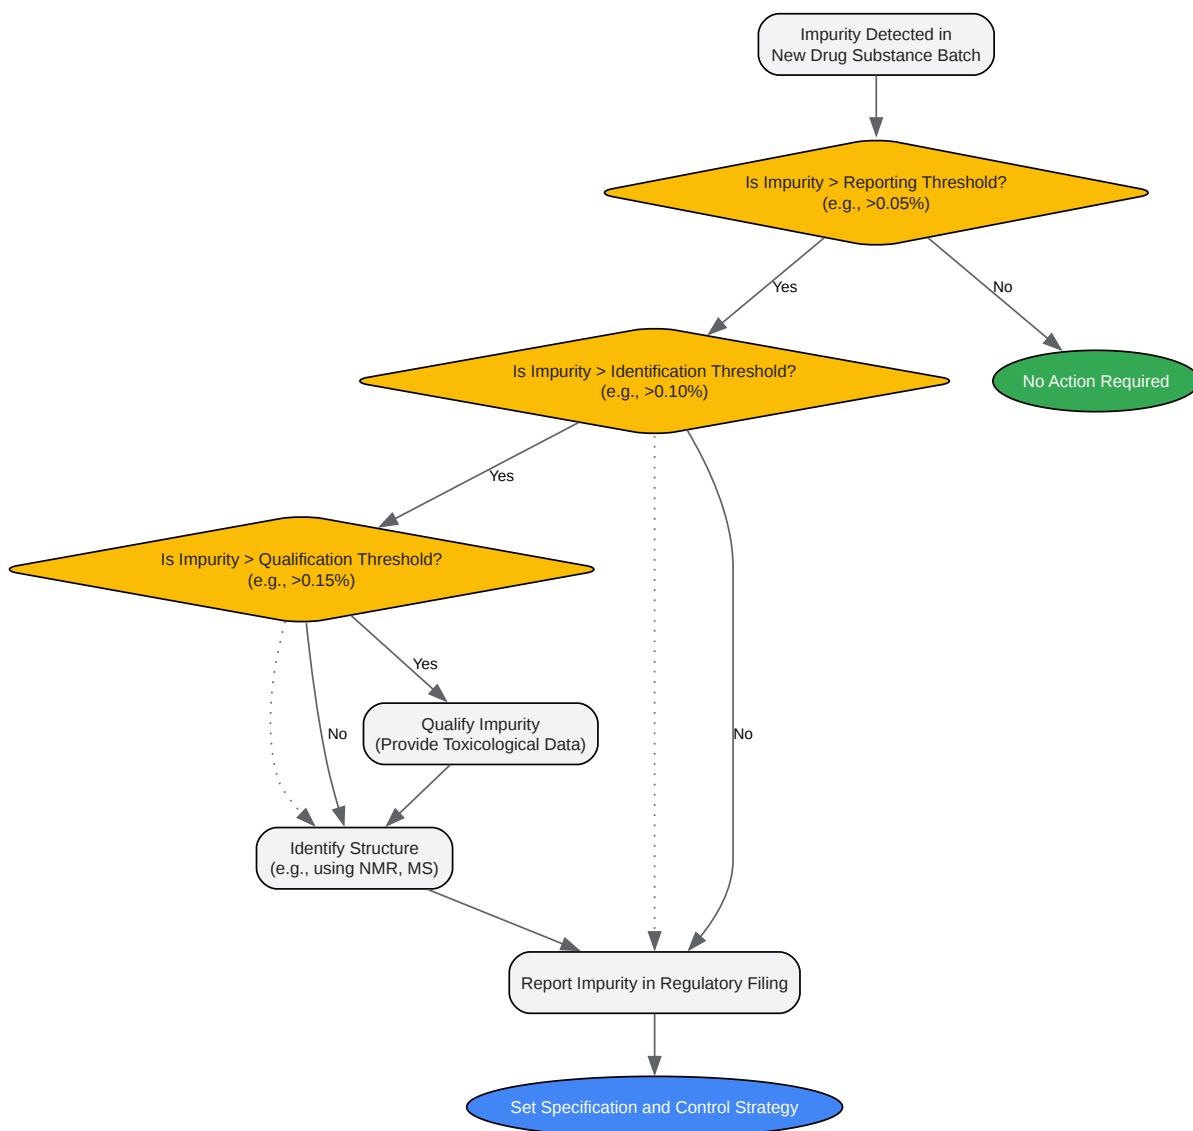 Impurity Detected in
New Drug Substance Batch
Is Impurity > Reporting Threshold?
(e.g., >0.05%)
Yes
No
Is Impurity > Identification Threshold?
(e.g., >0.10%)
No Action Required
Yes
Is Impurity > Qualification Threshold?
(e.g., >0.15%)
Yes
Qualify Impurity
(Provide Toxicological Data)
No
No
Identify Structure
(e.g., using NMR, MS)
Report Impurity in Regulatory Filing
Set Specification and Control Strategy